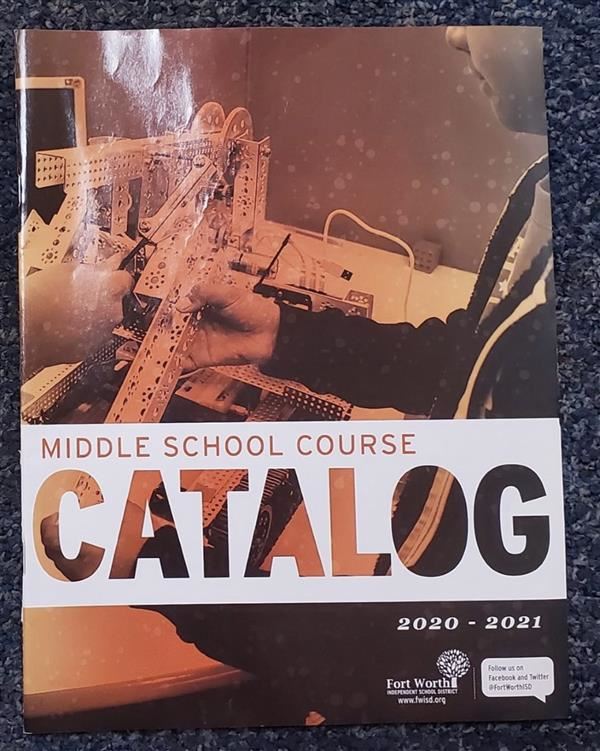 MIDDLE SCHOOL COURSE
CATALOG
2020 - 2021
Fort Worth
INDEPENDENT SCHOOL DISTRICT
www.fwisd.org
Follow us on
Facebook and Twitter
@FortWorthISD